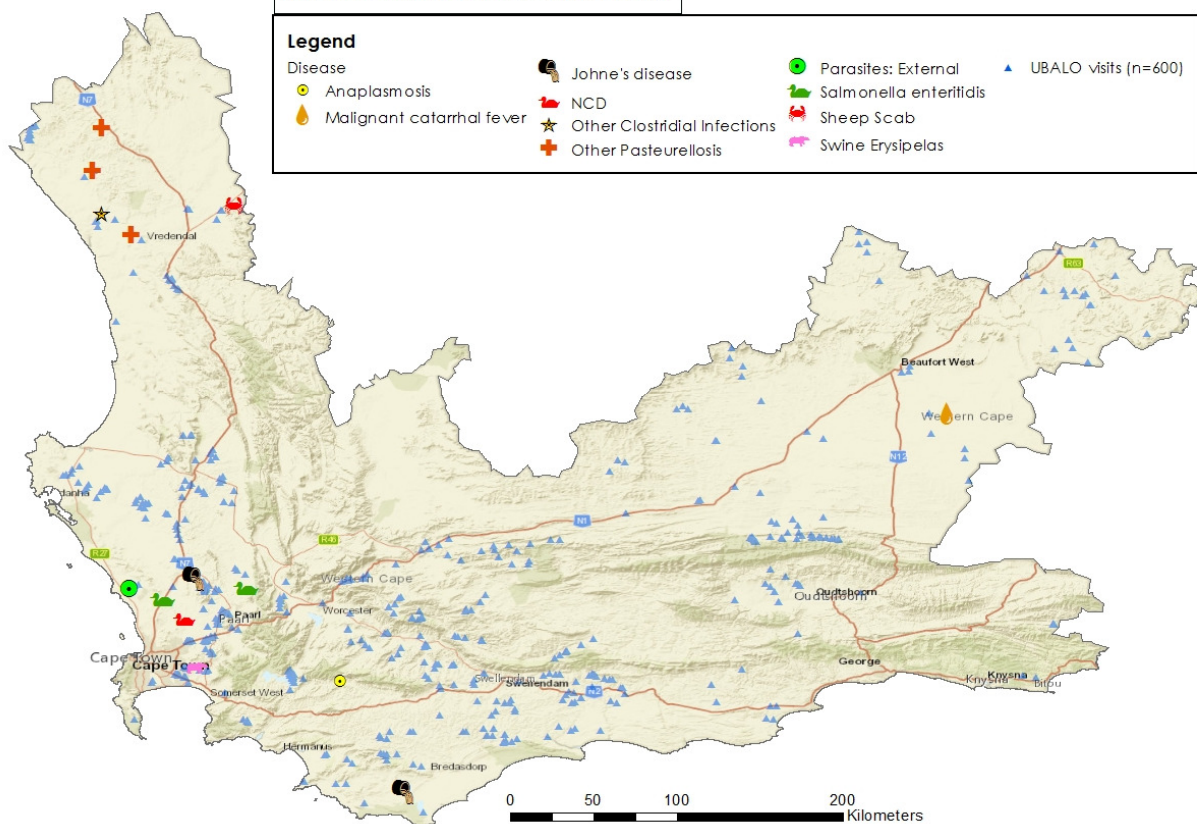 Legend
Disease
Anaplasmosis
Malignant catarrhal fever
Johne's disease
NCD
Other Clostridial Infections
Other Pasteurellosis
Parasites: External
Salmonella enteritidis
Sheep Scab
Swine Erysipelas
UBALO visits (n=600)
N7
Vredendal
R63
Beaufort West
Western Cape
N12
danha
N1
R27
R46
Western Cape
Oudtshoorn
Oudtshoorn
Worcester
Paarl
Paarl
Cape Town
Cape Town
George
Swellendam
Swellendam
Knysna
Knysna
Bitou
Somerset West
N2
Hermanus
Bredasdorp
0 50 100 200
Kilometers